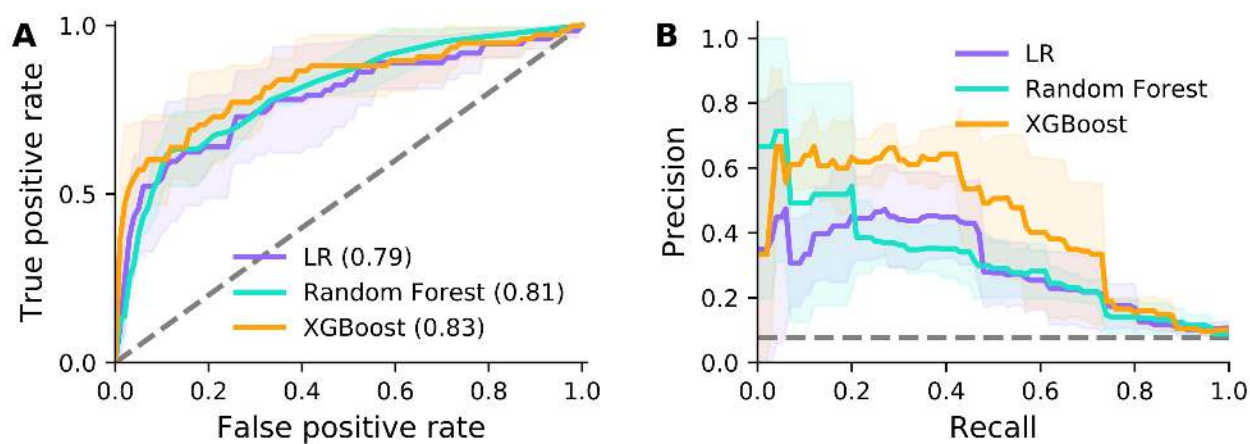 A
True positive rate
1.0
0.5
0.0
LR (0.79)
Random Forest (0.81)
XGBoost (0.83)
0.0 0.2 0.4 0.6 0.8 1.0
False positive rate
B
Precision
1.0
0.8
0.6
0.4
0.2
0.0
LR
Random Forest
XGBoost
0.0 0.2 0.4 0.6 0.8 1.0
Recall